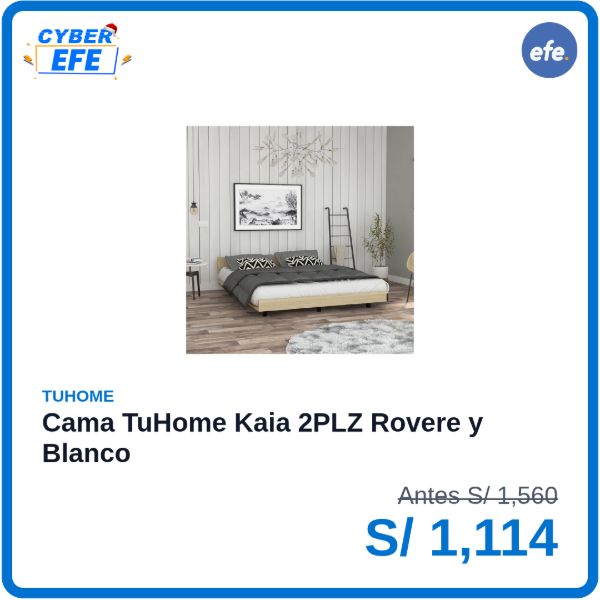 CYBER
EFE
efe.
TUHOME
Cama TuHome Kaia 2PLZ Rovere y
Blanco
Antes S/ 1,560
S/ 1,114